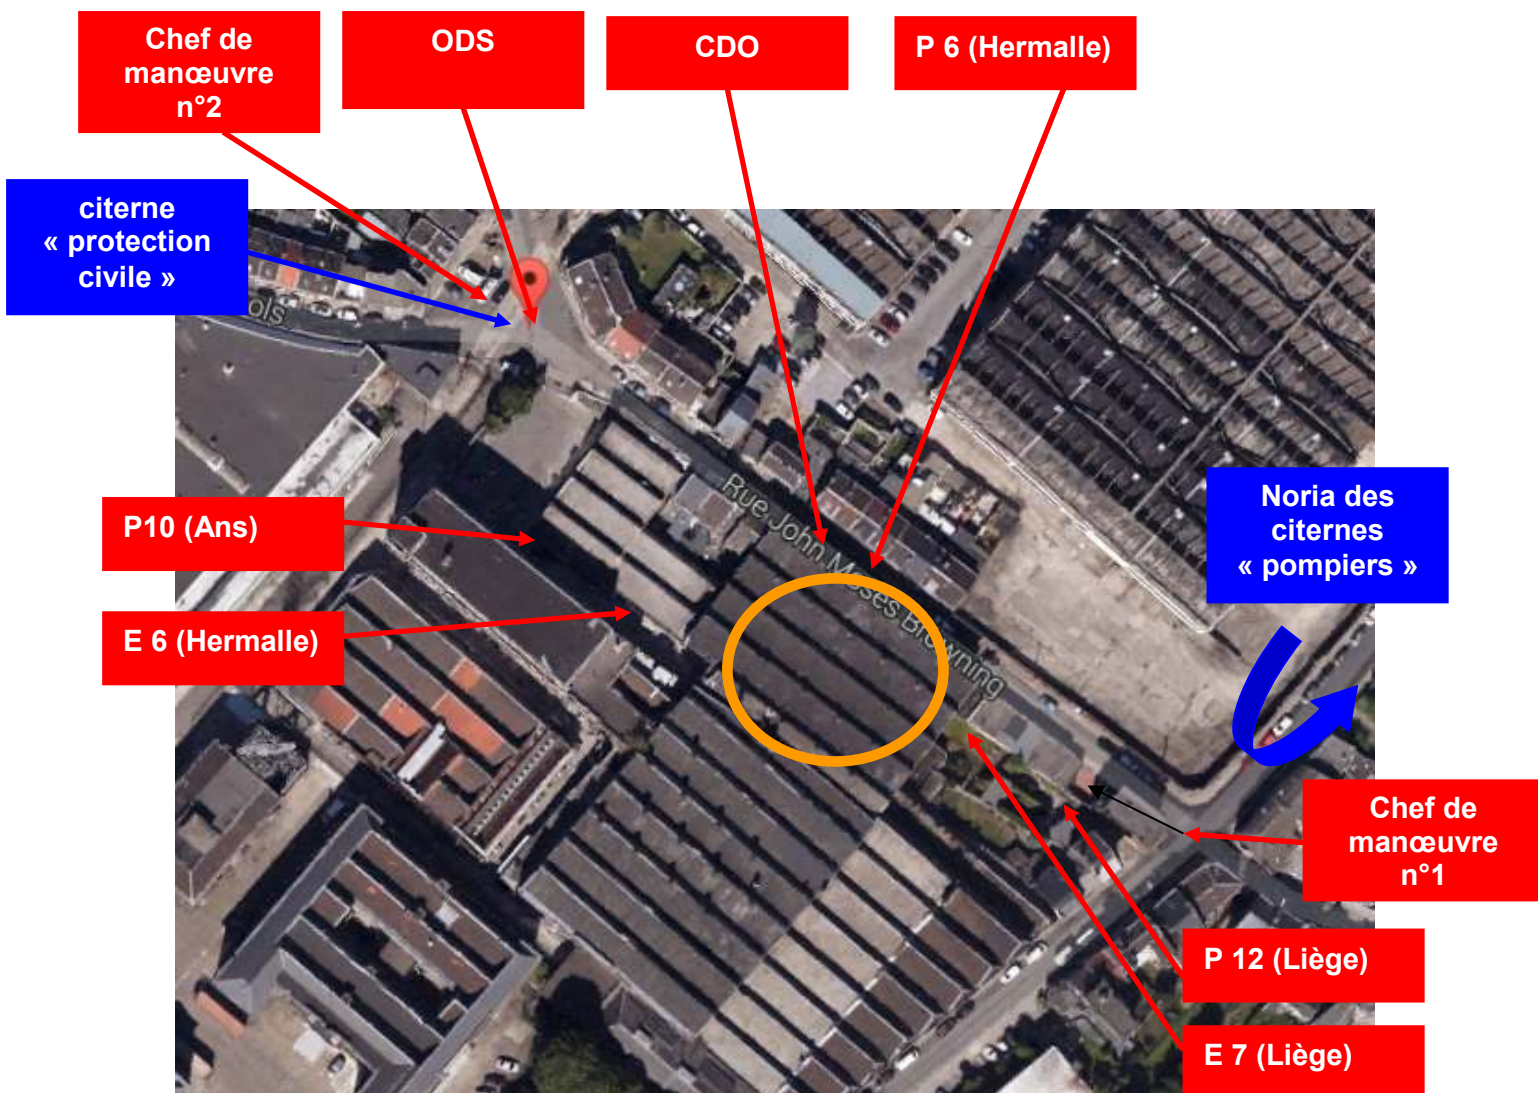 Chef de
manœuvre
n°2
ODS
CDO
P 6 (Hermalle)
citerne
« protection
civile »
ols
Rue John Moses Browning
P10 (Ans)
E 6 (Hermalle)
Noria des
citernes
« pompiers »
Chef de
manœuvre
n°1
P 12 (Liège)
E 7 (Liège)